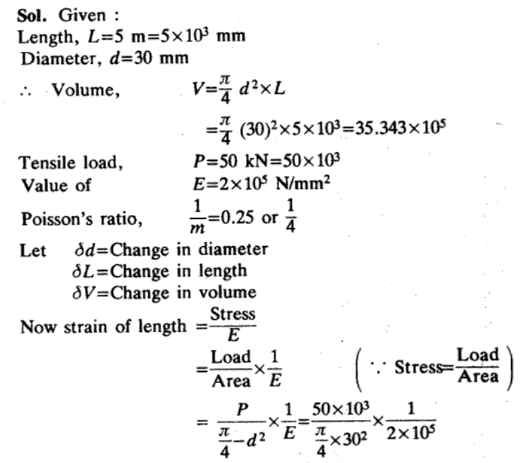 Sol. Given :
Length, L=5 m=5×10³ mm
Diameter, d=30 mm
∴ Volume, V=π/4 d²×L
=π/4 (30)²×5×10³=35.343×10⁵
Tensile load, P=50 kN=50×10³
Value of E=2×10⁵ N/mm²
Poisson's ratio, 1/m=0.25 or 1/4
Let δd=Change in diameter
δL=Change in length
δV=Change in volume
Now strain of length =Stress/E
=Load/Area×1/E (∵ Stress=Load/Area)
= P/(π/4–d²)×1/E=50×10³/(π/4×30²)×1/(2×10⁵)